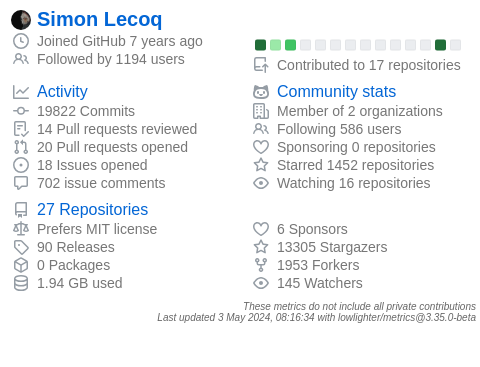 Simon Lecoq
Joined GitHub 7 years ago
Followed by 1194 users
Contributed to 17 repositories
Activity
19822 Commits
14 Pull requests reviewed
20 Pull requests opened
18 Issues opened
702 issue comments
Community stats
Member of 2 organizations
Following 586 users
Sponsoring 0 repositories
Starred 1452 repositories
Watching 16 repositories
27 Repositories
Prefers MIT license
90 Releases
0 Packages
1.94 GB used
6 Sponsors
13305 Stargazers
1953 Forkers
145 Watchers
These metrics do not include all private contributions
Last updated 3 May 2024, 08:16:34 with lowlighter/metrics@3.35.0-beta